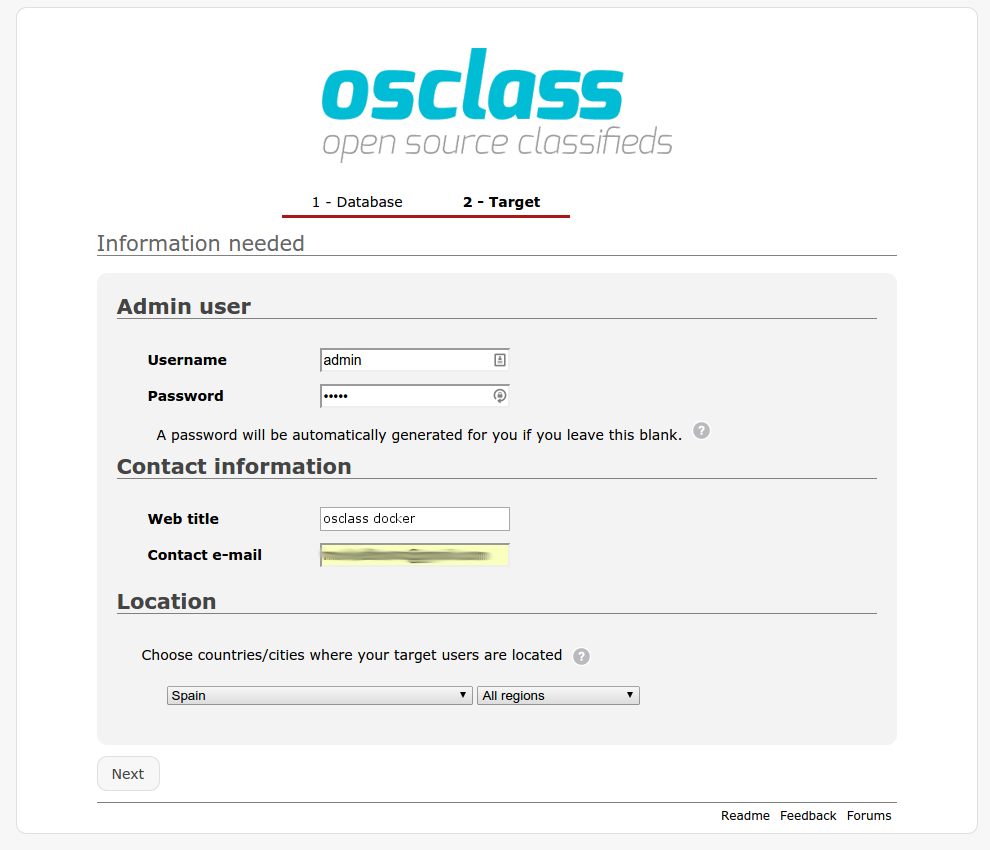 osclass
open source classifieds
1 - Database 2 - Target
Information needed
Admin user
Username admin
Password •••••
A password will be automatically generated for you if you leave this blank. ?
Contact information
Web title osclass docker
Contact e-mail
Location
Choose countries/cities where your target users are located ?
Spain All regions
Next
Readme Feedback Forums